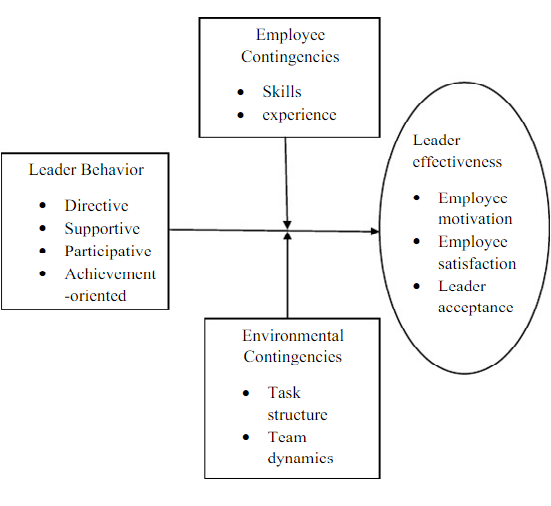 Employee
Contingencies
• Skills
• experience
Leader Behavior
• Directive
• Supportive
• Participative
• Achievement
-oriented
Leader
effectiveness
• Employee
motivation
• Employee
satisfaction
• Leader
acceptance
Environmental
Contingencies
• Task
structure
• Team
dynamics